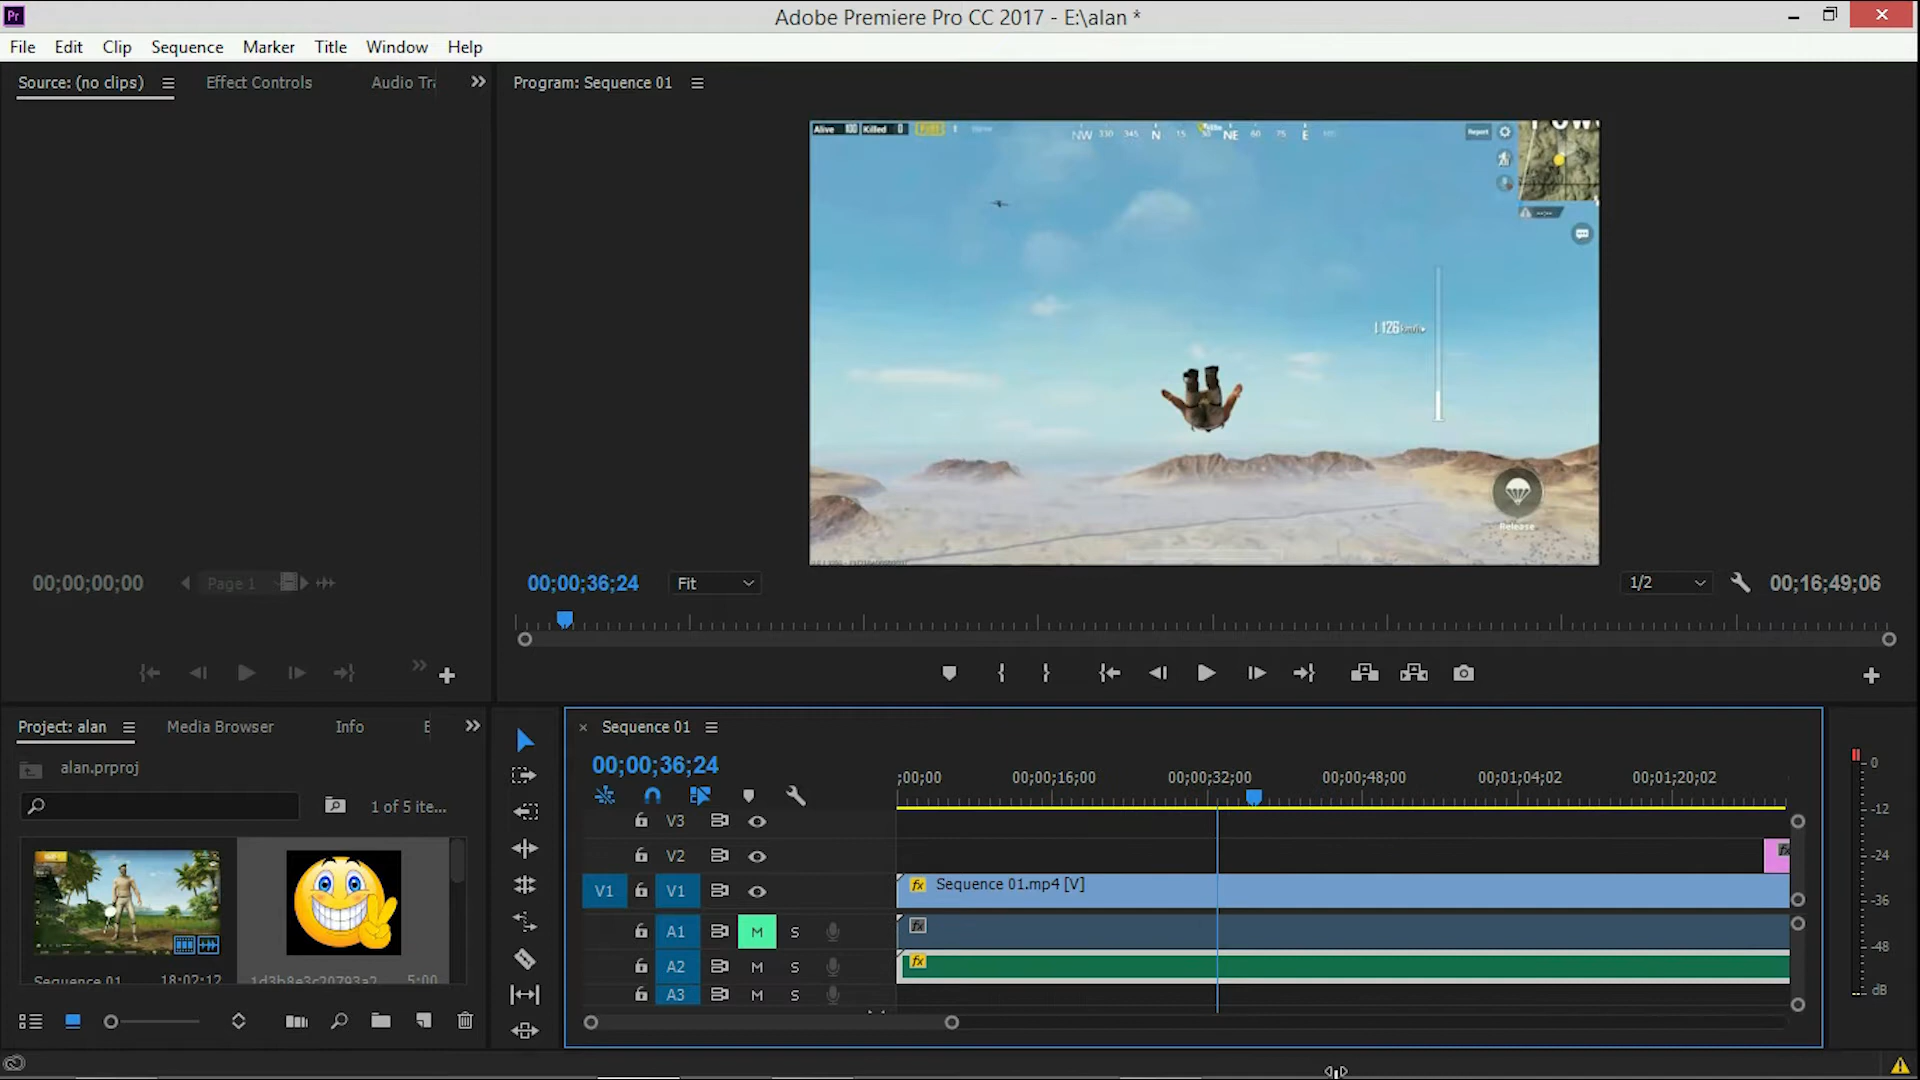 Pr
Adobe Premiere Pro CC 2017 - E:\alan *
File Edit Clip Sequence Marker Title Window Help
Source: (no clips) Effect Controls Audio Tr
Program: Sequence 01
Alive 100 Killed 0
NW 330 345 N 15 NE 60 75 E
Report
126 km/h
Release
00;00;00;00 Page 1
00;00;36;24 Fit 1/2 00;16;49;06
Project: alan Media Browser Info E
alan.prproj
1 of 5 ite...
Sequence 01 18:02:12
1d3b8e3c20793a2 5:00
× Sequence 01
00;00;36;24
;00;00 00;00;16;00 00;00;32;00 00;00;48;00 00;01;04;02 00;01;20;02
V3
V2 fx
V1 V1 fx Sequence 01.mp4 [V]
A1 M S fx
A2 M S fx
A3 M S
0
-12
-24
-36
-48
dB